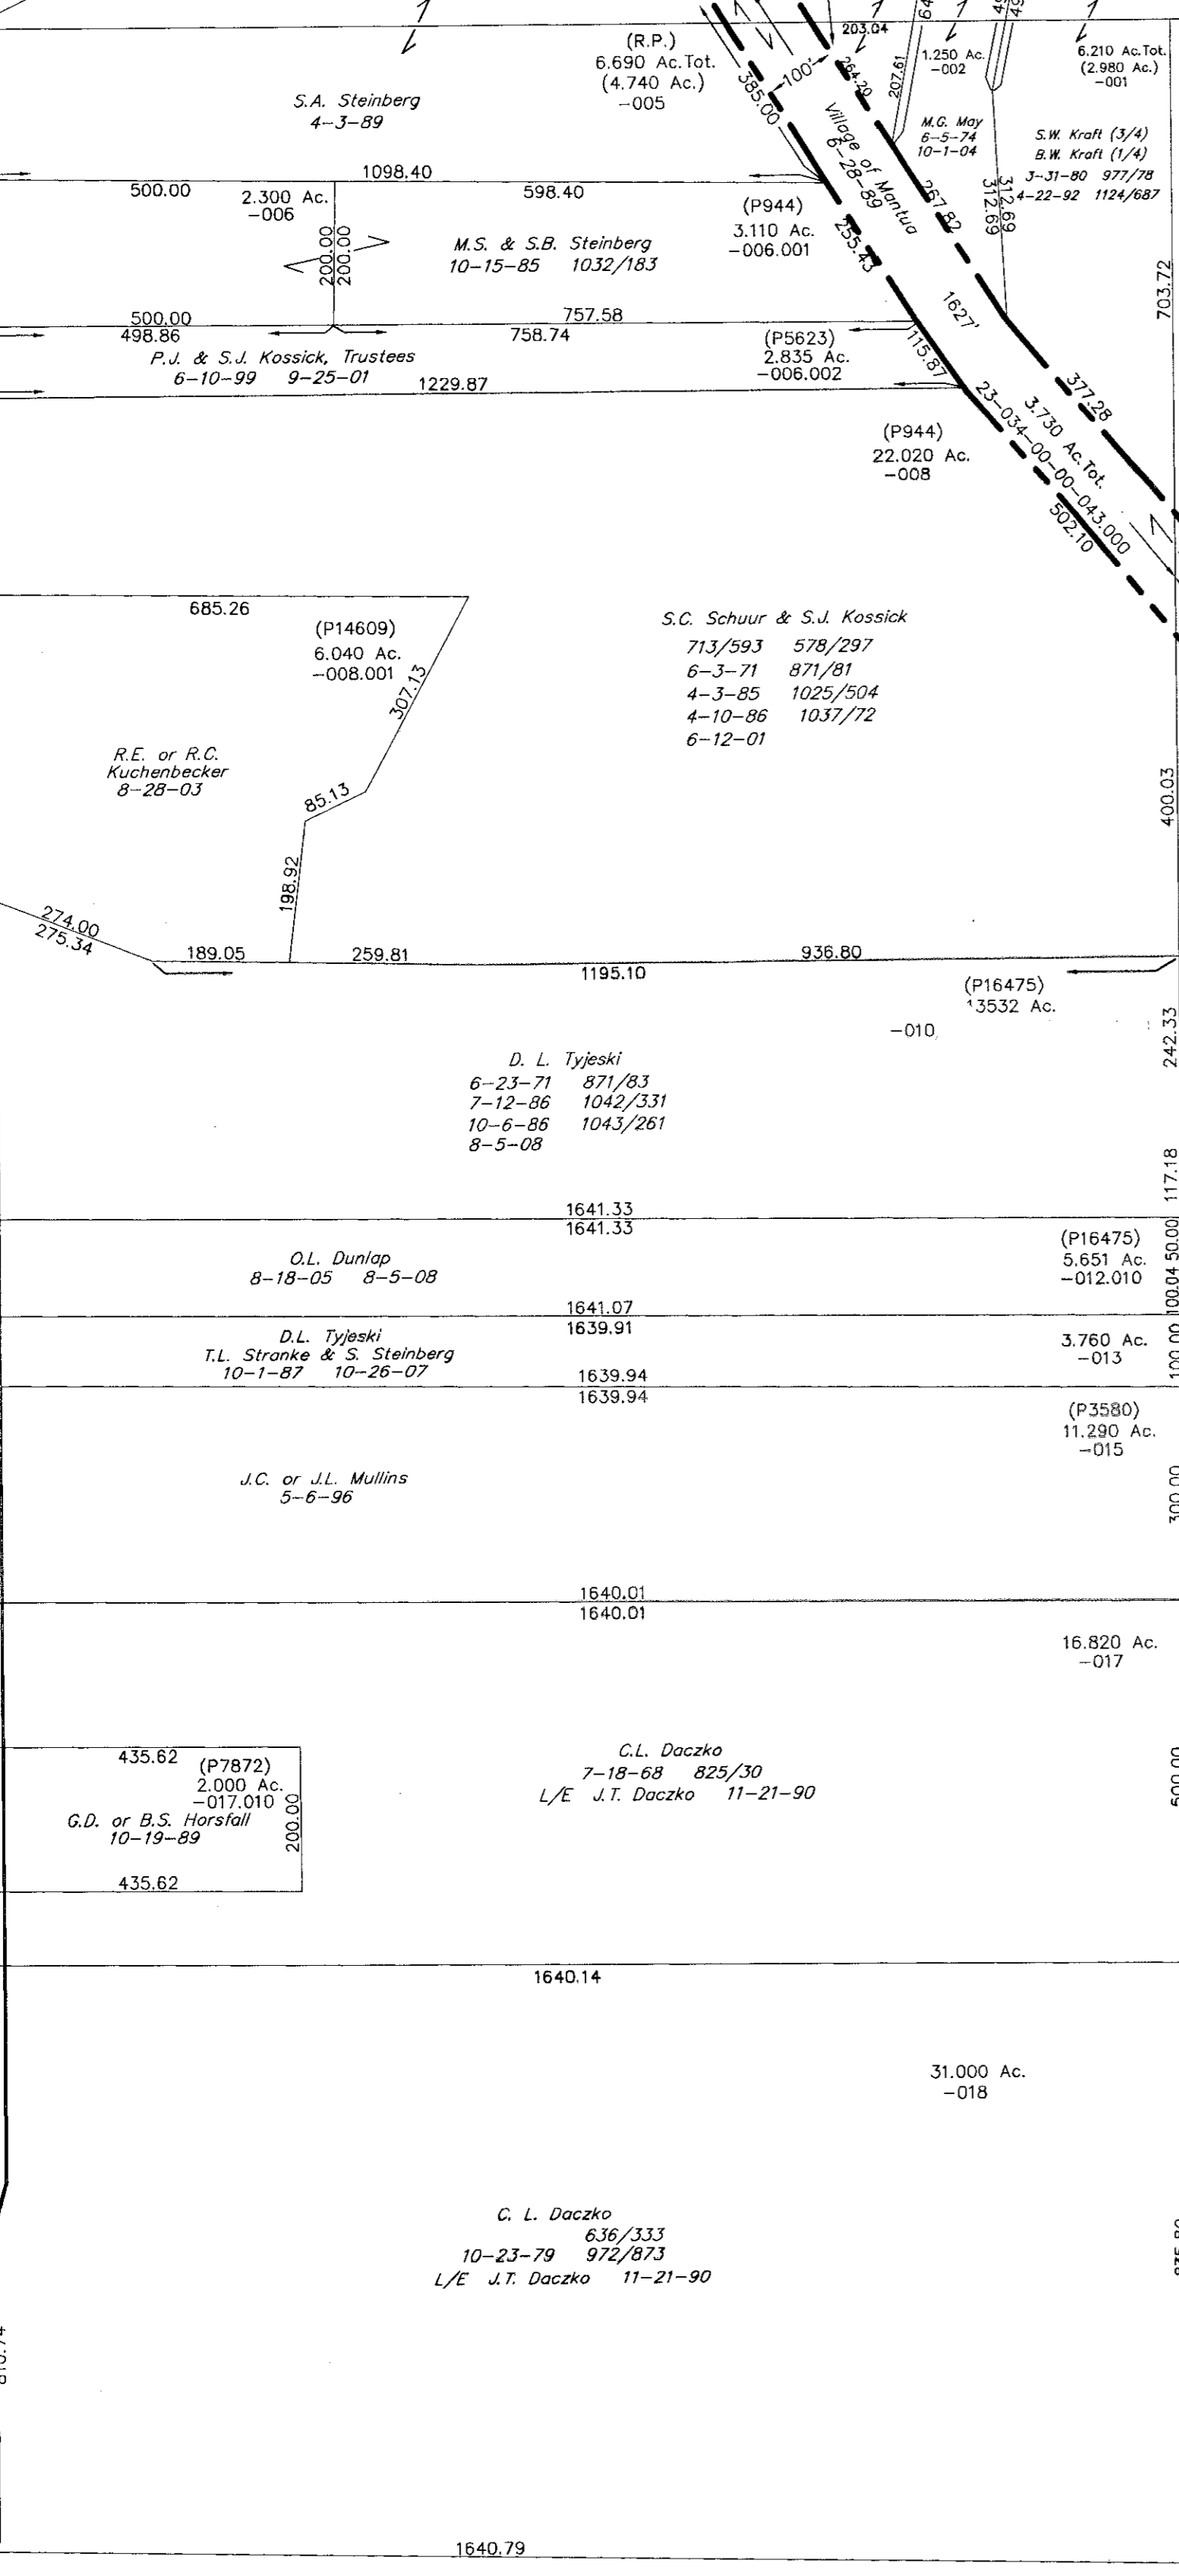 203.04
(R.P.)
6.690 Ac.Tot.
(4.740 Ac.)
-005
S.A. Steinberg
4-3-89
385.00
100'
264.20
207.61
1.250 Ac.
-002
6.210 Ac.Tot.
(2.980 Ac.)
-001
M.G. May
6-5-74
10-1-04
S.W. Kraft (3/4)
B.W. Kraft (1/4)
3-31-80 977/78
4-22-92 1124/687
Village of Mantua
6-28-89
267.82
312.69
312.69
703.72
1098.40
500.00
598.40
2.300 Ac.
-006
200.00
200.00
M.S. & S.B. Steinberg
10-15-85 1032/183
(P944)
3.110 Ac.
-006.001
255.43
1627'
500.00
757.58
498.86
758.74
P.J. & S.J. Kossick, Trustees
6-10-99 9-25-01
1229.87
(P5623)
2.835 Ac.
-006.002
115.87
377.28
3.730 Ac.Tot.
23-034-00-00-043.000
502.10
(P944)
22.020 Ac.
-008
685.26
(P14609)
6.040 Ac.
-008.001
307.13
S.C. Schuur & S.J. Kossick
713/593 578/297
6-3-71 871/81
4-3-85 1025/504
4-10-86 1037/72
6-12-01
R.E. or R.C.
Kuchenbecker
8-28-03
85.13
198.92
400.03
274.00
275.34
189.05
259.81
936.80
1195.10
(P16475)
13532 Ac.
-010
242.33
D. L. Tyjeski
6-23-71 871/83
7-12-86 1042/331
10-6-86 1043/261
8-5-08
117.18
1641.33
1641.33
50.00
O.L. Dunlap
8-18-05 8-5-08
(P16475)
5.651 Ac.
-012.010
100.04
1641.07
1639.91
D.L. Tyjeski
T.L. Stranke & S. Steinberg
10-1-87 10-26-07
3.760 Ac.
-013
100.00
1639.94
1639.94
(P3580)
11.290 Ac.
-015
J.C. or J.L. Mullins
5-6-96
300.00
1640.01
1640.01
16.820 Ac.
-017
435.62
(P7872)
2.000 Ac.
-017.010
G.D. or B.S. Horsfall
10-19-89
200.00
435.62
C.L. Daczko
7-18-68 825/30
L/E J.T. Daczko 11-21-90
1640.14
31.000 Ac.
-018
C. L. Daczko
636/333
10-23-79 972/873
L/E J.T. Daczko 11-21-90
1640.79